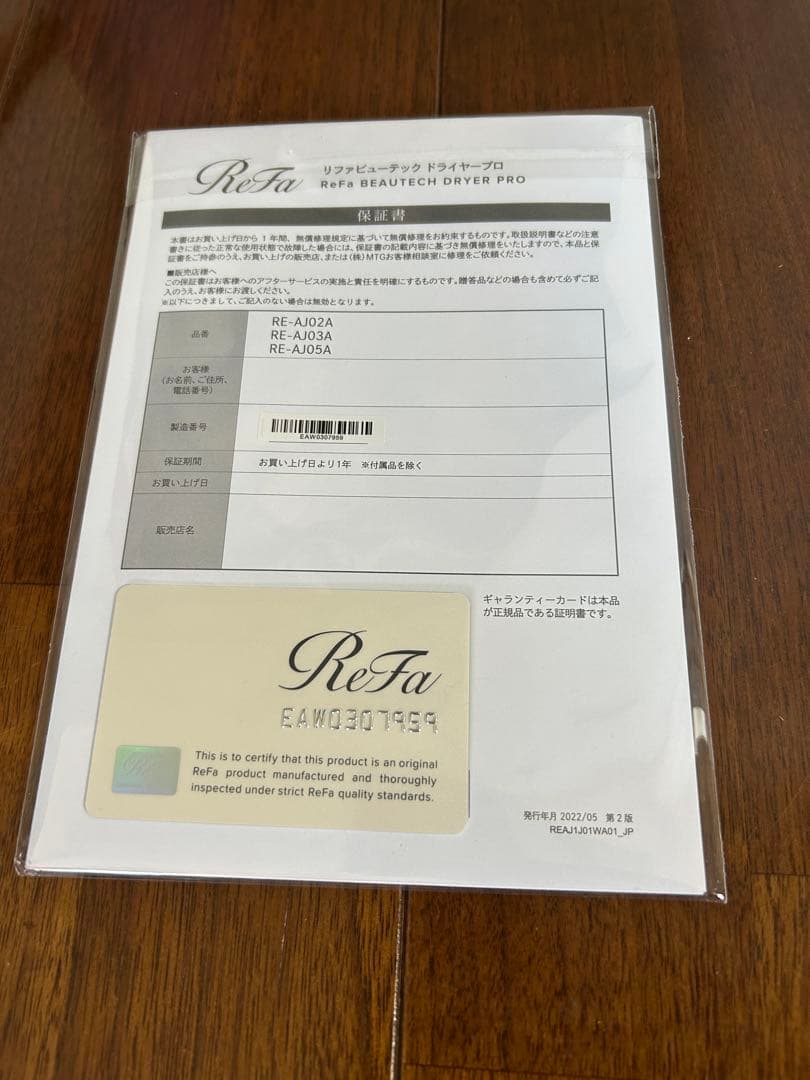 ReFa
リファビューテック ドライヤープロ
ReFa BEAUTECH DRYER PRO
保証書
本書はお買い上げ日から 1 年間、無償修理規定に基づいて無償修理をお約束するものです。取扱説明書などの注意
書きに従った正常な使用状態で故障した場合には、保証書の記載内容に基づき無償修理をいたしますので、本品と保
証書をご持参のうえ、お買い上げの販売店、または(株)MTGお客様相談室に修理をご依頼ください。
■販売店様へ
この保証書はお客様へのアフターサービスの実施と責任を明確にするものです。贈答品などの場合も含めて必ずご記
入のうえ、お客様にお渡しください。
※以下につきまして、ご記入のない場合は無効となります。
品番
RE-AJ02A
RE-AJ03A
RE-AJ05A
お客様
(お名前、ご住所、
電話番号)
製造番号
EAW0307959
保証期間
お買い上げ日より1年 ※付属品を除く
お買い上げ日
販売店名
ギャランティーカードは本品
が正規品である証明書です。
ReFa
EAW0307959
This is to certify that this product is an original
ReFa product manufactured and thoroughly
inspected under strict ReFa quality standards.
ReFa
発行年月 2022/05 第2版
REAJ1J01WA01_JP